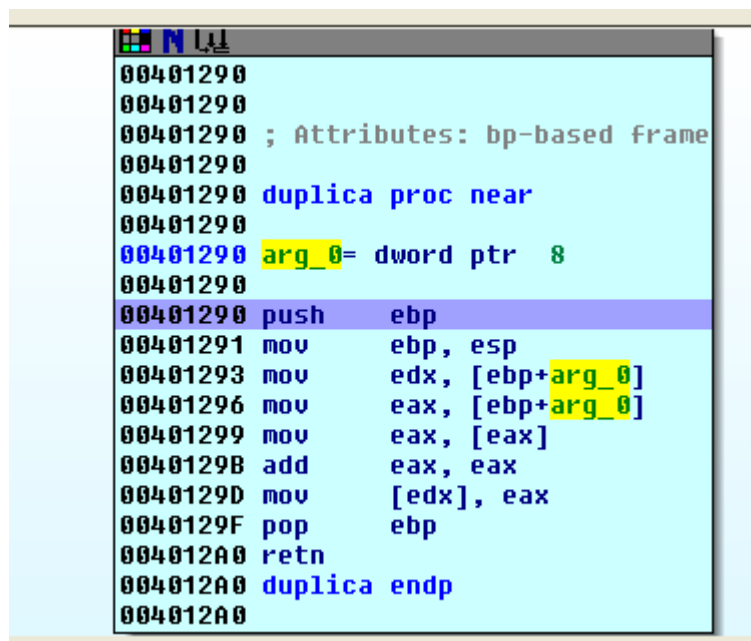 N
00401290
00401290
00401290 ; Attributes: bp-based frame
00401290
00401290 duplica proc near
00401290
00401290 arg_0= dword ptr  8
00401290
00401290 push    ebp
00401291 mov     ebp, esp
00401293 mov     edx, [ebp+arg_0]
00401296 mov     eax, [ebp+arg_0]
00401299 mov     eax, [eax]
0040129B add     eax, eax
0040129D mov     [edx], eax
0040129F pop     ebp
004012A0 retn
004012A0 duplica endp
004012A0